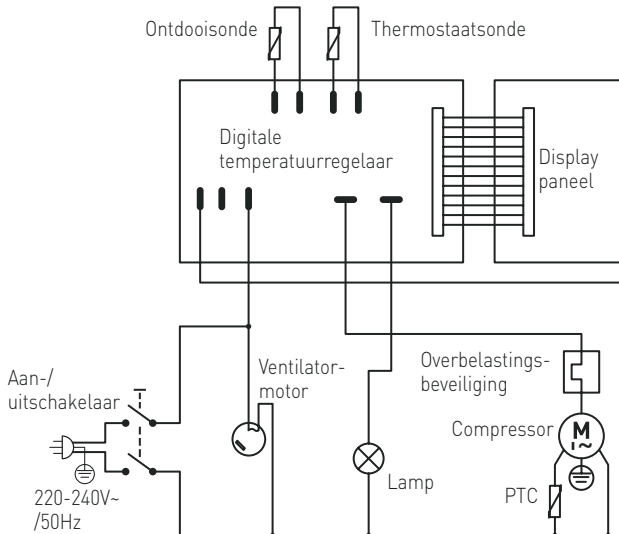 Ontdooisonde
Thermostaatsonde
Digitale
temperatuurregelaar
Display
paneel
Aan-/
uitschakelaar
Ventilator-
motor
Overbelastings-
beveiliging
Compressor
M
1~
Lamp
PTC
220-240V~
/50Hz